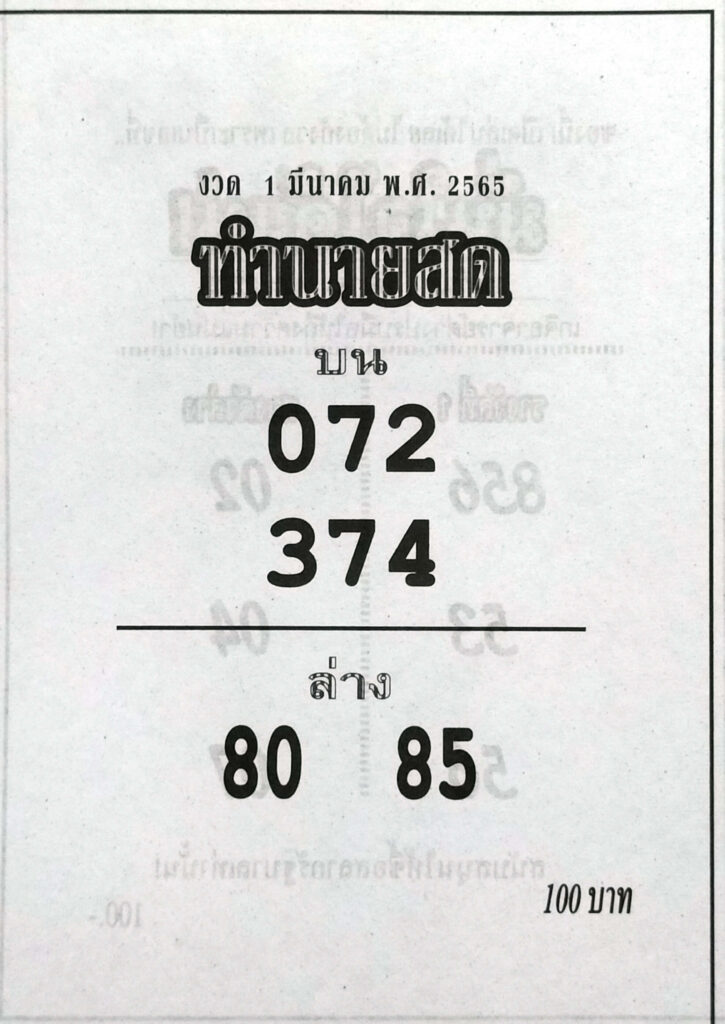 งวด 1 มีนาคม พ.ศ. 2565
ทำนายสด
บน
072
374
ล่าง
80 85
100 บาท